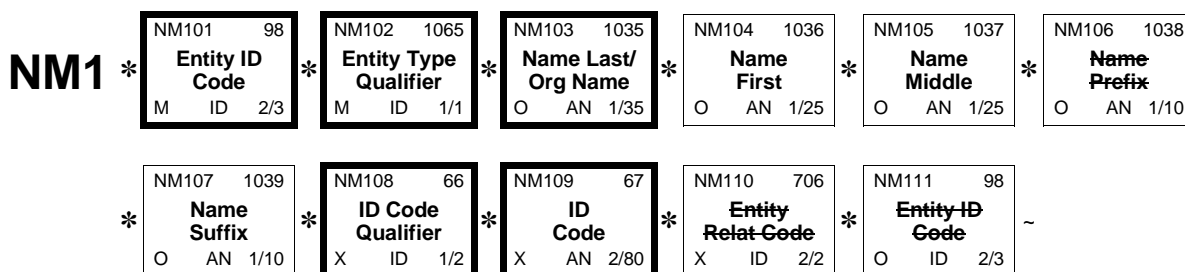 NM101 98 NM102 1065 NM103 1035 NM104 1036 NM105 1037 NM106 1038
NM1 * Entity ID * Entity Type * Name Last/ * Name * Name * Name
Code Qualifier Org Name First Middle Prefix
M ID 2/3 M ID 1/1 O AN 1/35 O AN 1/25 O AN 1/25 O AN 1/10
NM107 1039 NM108 66 NM109 67 NM110 706 NM111 98
* Name * ID Code * ID * Entity * Entity ID ~
Suffix Qualifier Code Relat Code Code
O AN 1/10 X ID 1/2 X AN 2/80 X ID 2/2 O ID 2/3